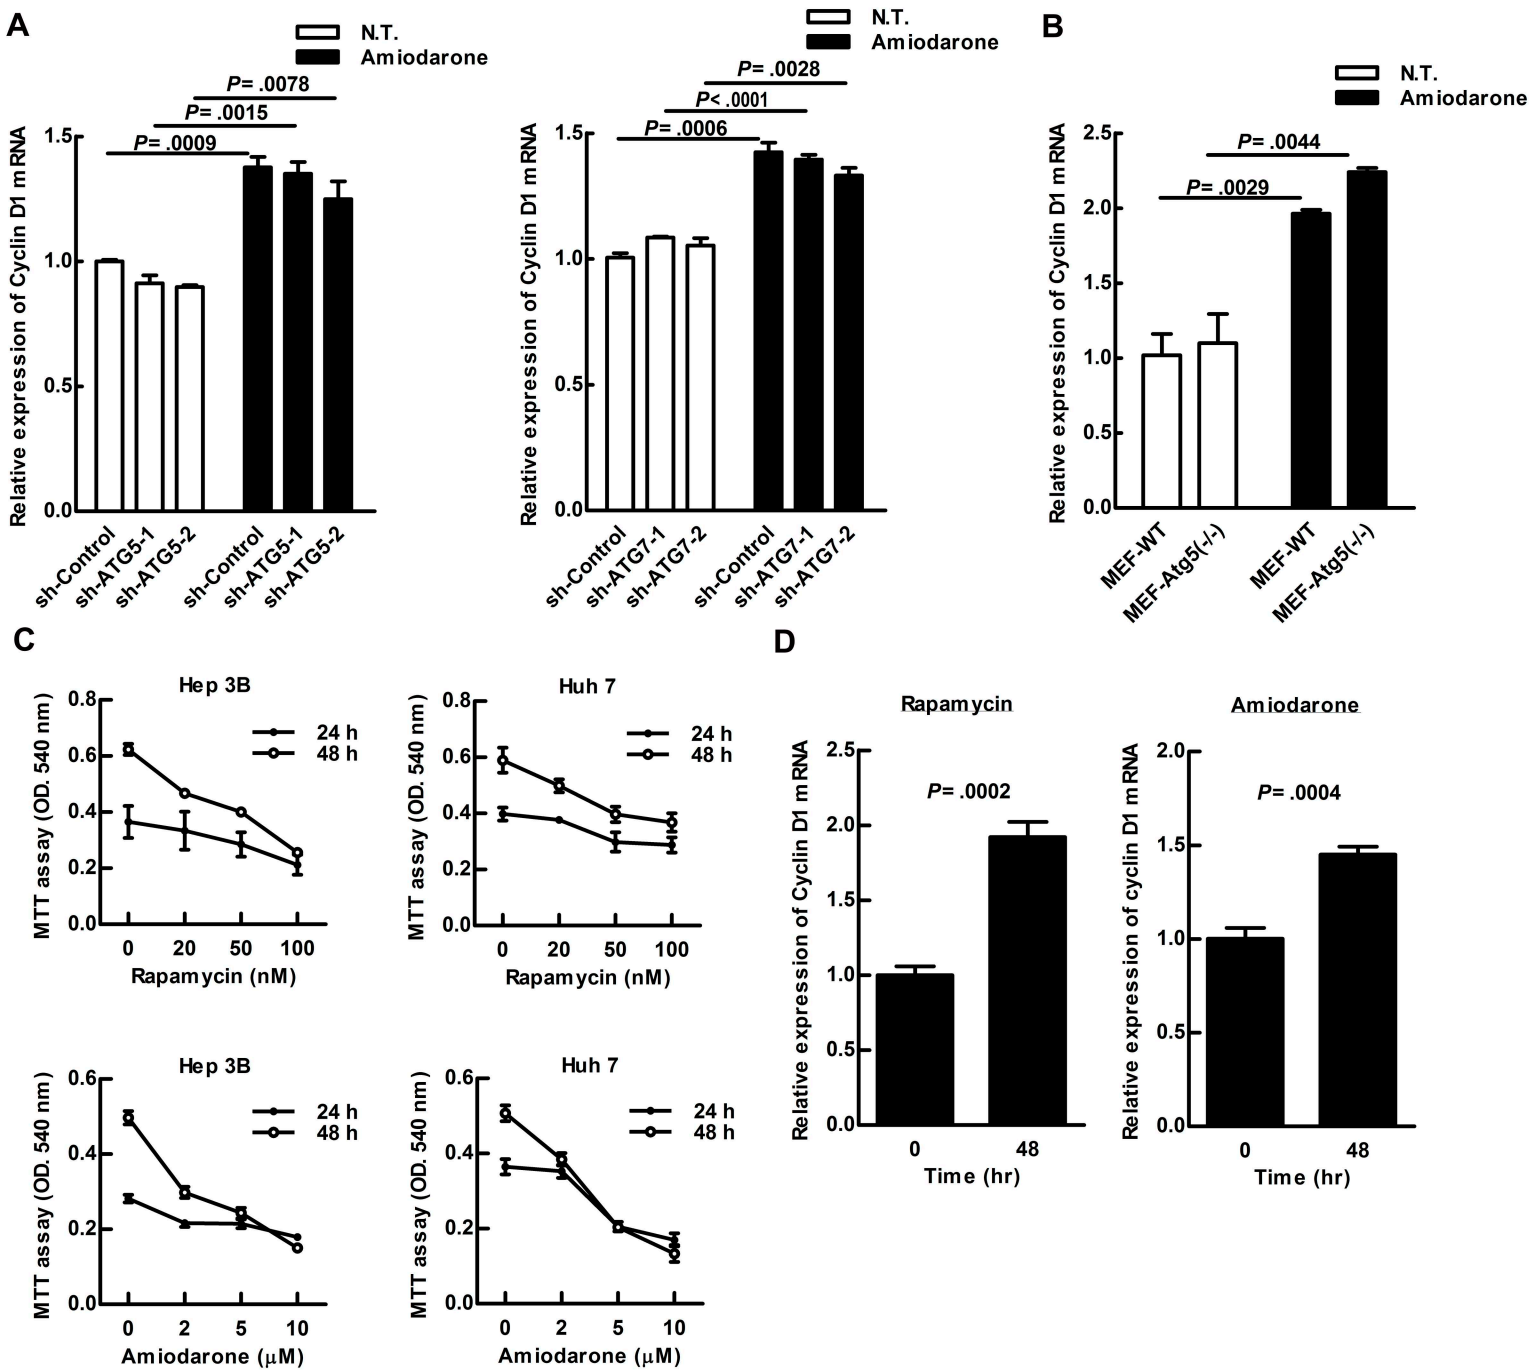 A
N.T.
Amiodarone
P= .0078
P= .0015
P= .0009
Relative expression of Cyclin D1 mRNA
1.5
1.0
0.5
0.0
sh-Control
sh-ATG5-1
sh-ATG5-2
sh-Control
sh-ATG5-1
sh-ATG5-2
N.T.
Amiodarone
P= .0028
P< .0001
P= .0006
Relative expression of Cyclin D1 mRNA
1.5
1.0
0.5
0.0
sh-Control
sh-ATG7-1
sh-ATG7-2
sh-Control
sh-ATG7-1
sh-ATG7-2
B
N.T.
Amiodarone
P= .0044
P= .0029
Relative expression of Cyclin D1 mRNA
2.5
2.0
1.5
1.0
0.5
0.0
MEF-WT
MEF-Atg5(-/-)
MEF-WT
MEF-Atg5(-/-)
C
Hep 3B
24 h
48 h
MTT assay (OD. 540 nm)
0.8
0.6
0.4
0.2
0.0
0 20 50 100
Rapamycin (nM)
Huh 7
24 h
48 h
MTT assay (OD. 540 nm)
0.8
0.6
0.4
0.2
0.0
0 20 50 100
Rapamycin (nM)
Hep 3B
24 h
48 h
MTT assay (OD. 540 nm)
0.6
0.4
0.2
0.0
0 2 5 10
Amiodarone (µM)
Huh 7
24 h
48 h
MTT assay (OD. 540 nm)
0.6
0.4
0.2
0.0
0 2 5 10
Amiodarone (µM)
D
Rapamycin
P= .0002
Relative expression of Cyclin D1 mRNA
2.5
2.0
1.5
1.0
0.5
0.0
0 48
Time (hr)
Amiodarone
P= .0004
Relative expression of cyclin D1 mRNA
2.0
1.5
1.0
0.5
0.0
0 48
Time (hr)